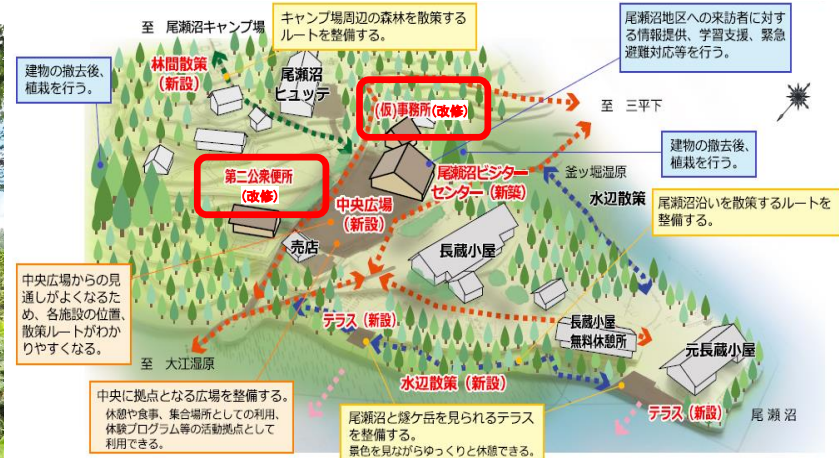 至 尾瀬沼キャンプ場
キャンプ場周辺の森林を散策する
ルートを整備する。
尾瀬沼地区への来訪者に対す
る情報提供、学習支援、緊急
避難対応等を行う。
建物の撤去後、
植栽を行う。
林間散策
(新設)
尾瀬沼
ヒュッテ
(仮)事務所(改修)
至 三平下
建物の撤去後、
植栽を行う。
第二公衆便所
(改修)
尾瀬沼ビジター
センター(新築)
釜ッ堀湿原
水辺散策
中央広場
(新設)
尾瀬沼沿いを散策するルートを
整備する。
売店
長蔵小屋
中央広場からの見
通しがよくなるた
め、各施設の位置、
散策ルートがわか
りやすくなる。
テラス(新設)
長蔵小屋
無料休憩所
元長蔵小屋
至 大江湿原
水辺散策(新設)
中央に拠点となる広場を整備する。
休憩や食事、集合場所としての利用、
体験プログラム等の活動拠点として
利用できる。
尾瀬沼と燧ケ岳を見られるテラス
を整備する。
景色を見ながらゆっくりと休憩できる。
テラス(新設)
尾瀬沼